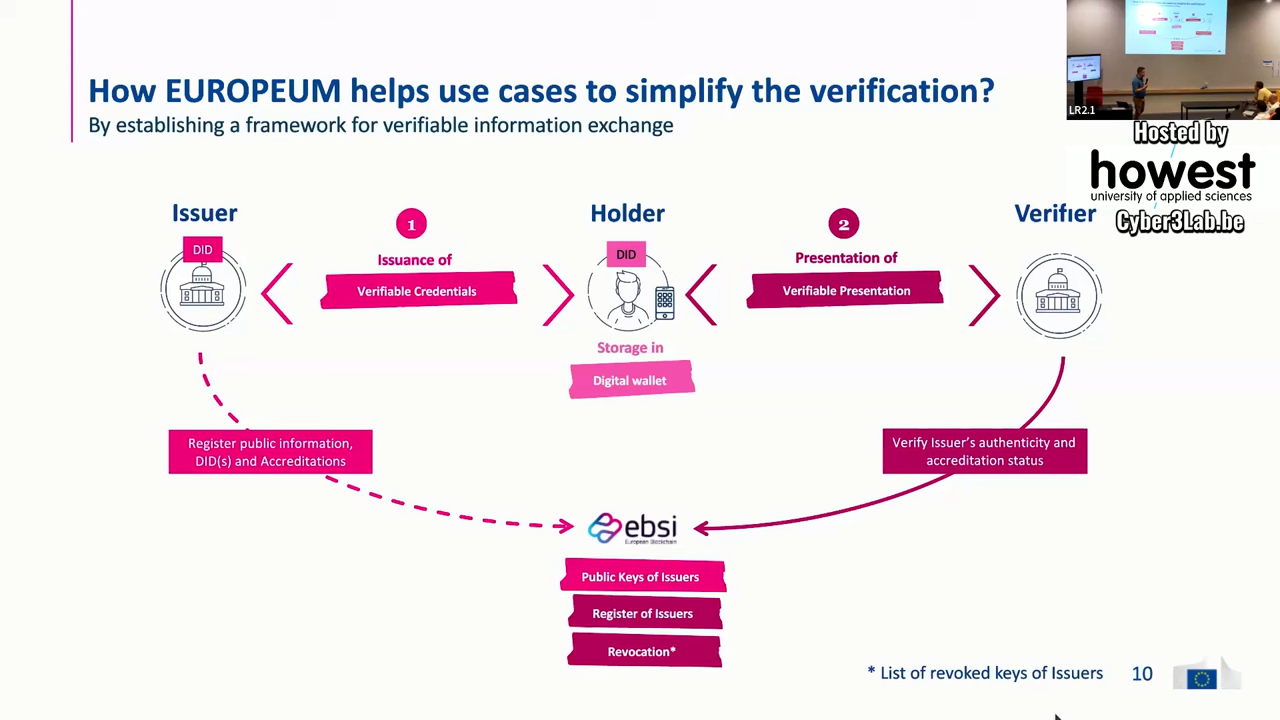 How EUROPEUM helps use cases to simplify the verification?
By establishing a framework for verifiable information exchange
LR2.1
Hosted by
howest
university of applied sciences
Cyber3Lab.be
Issuer
DID
1
Issuance of
Verifiable Credentials
Holder
DID
Storage in
Digital wallet
2
Presentation of
Verifiable Presentation
Verifier
Register public information,
DID(s) and Accreditations
Verify Issuer's authenticity and
accreditation status
ebsi
European Blockchain
Public Keys of Issuers
Register of Issuers
Revocation*
* List of revoked keys of Issuers
10